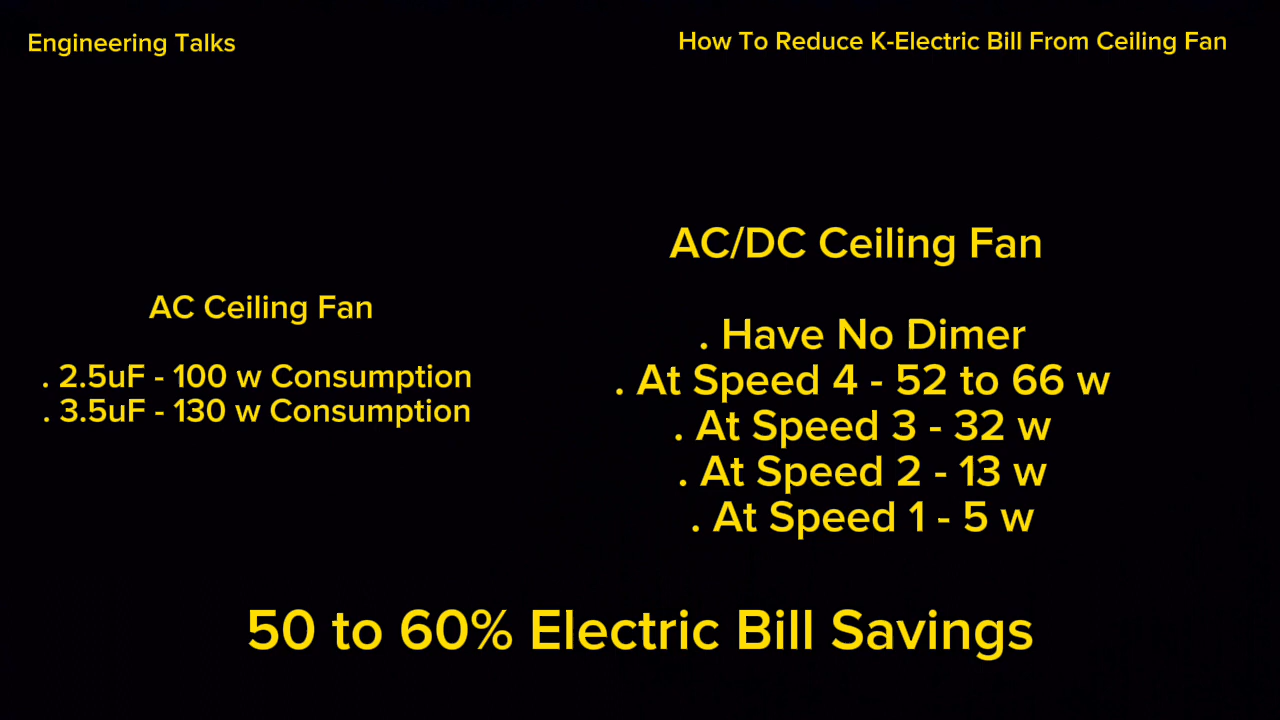 Engineering Talks
How To Reduce K-Electric Bill From Ceiling Fan
AC Ceiling Fan
. 2.5uF - 100 w Consumption
. 3.5uF - 130 w Consumption
AC/DC Ceiling Fan
. Have No Dimer
. At Speed 4 - 52 to 66 w
. At Speed 3 - 32 w
. At Speed 2 - 13 w
. At Speed 1 - 5 w
50 to 60% Electric Bill Savings